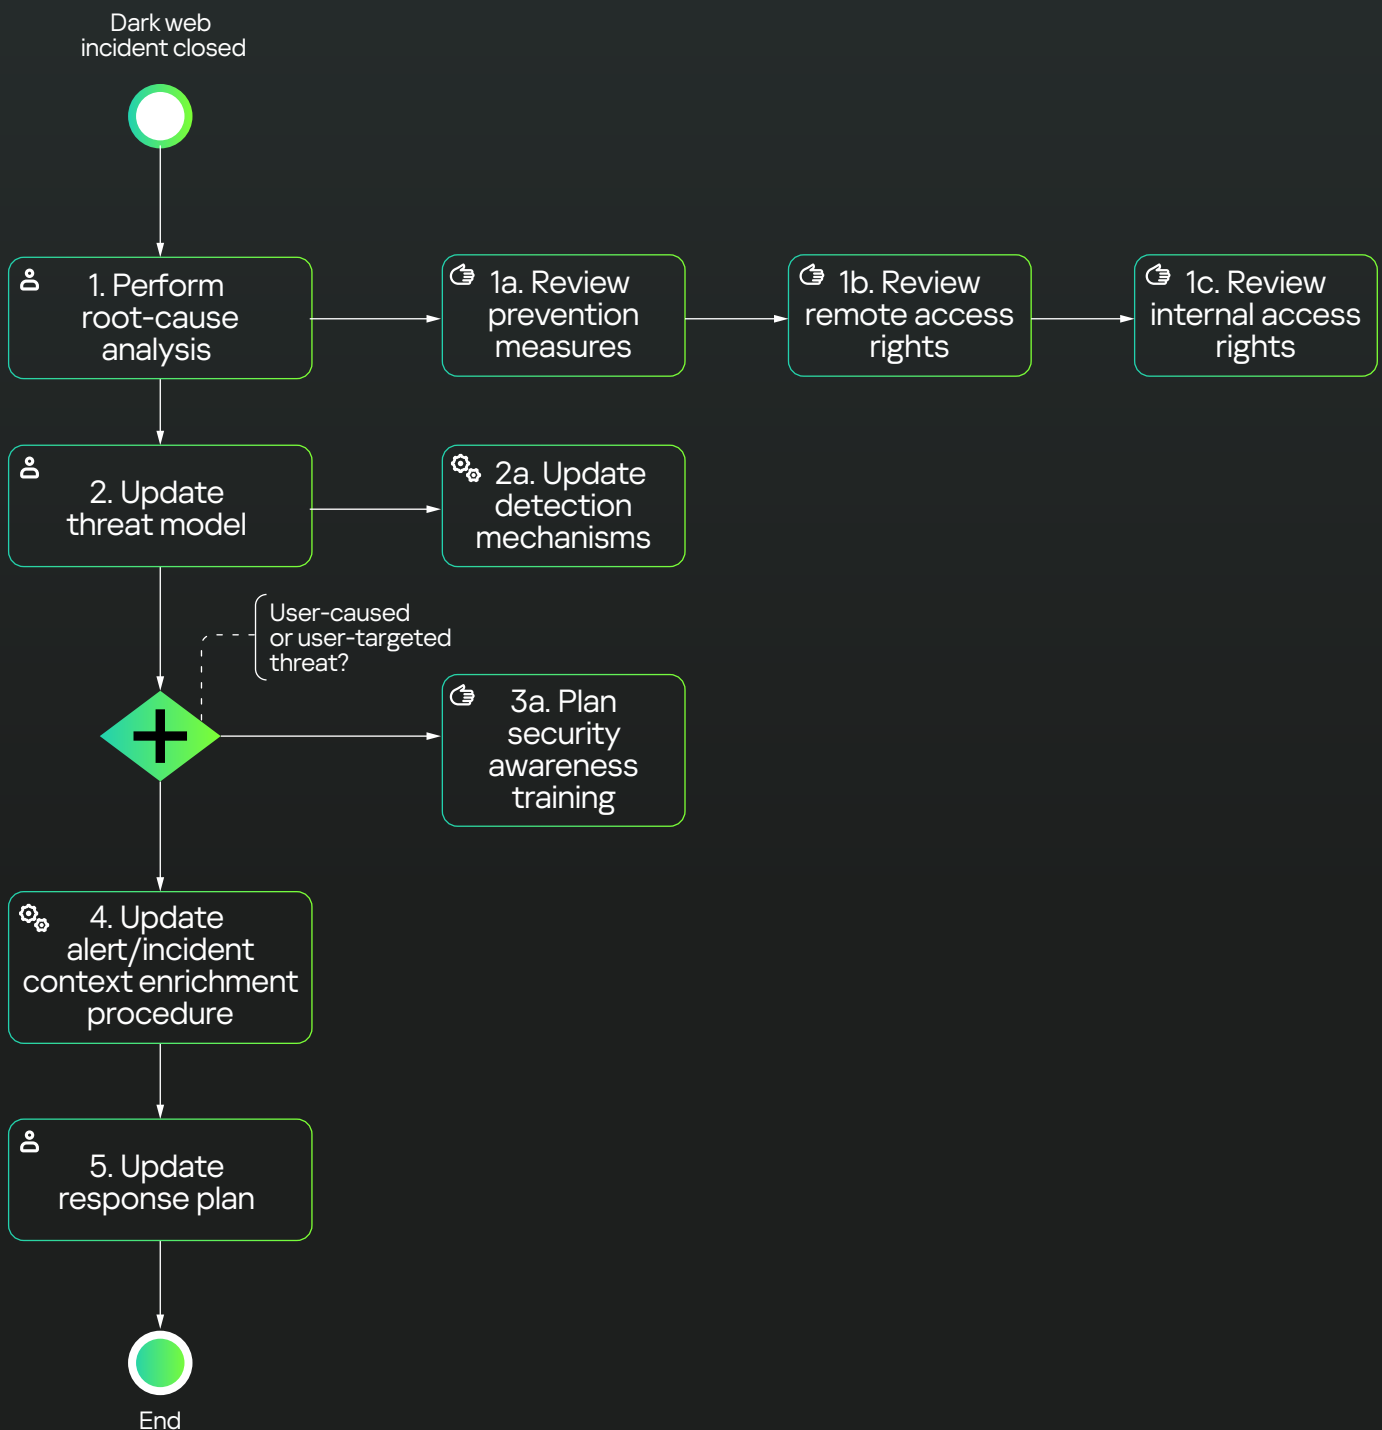 Dark web
incident closed
1. Perform
root-cause
analysis
1a. Review
prevention
measures
1b. Review
remote access
rights
1c. Review
internal access
rights
2. Update
threat model
2a. Update
detection
mechanisms
User-caused
or user-targeted
threat?
3a. Plan
security
awareness
training
4. Update
alert/incident
context enrichment
procedure
5. Update
response plan
End